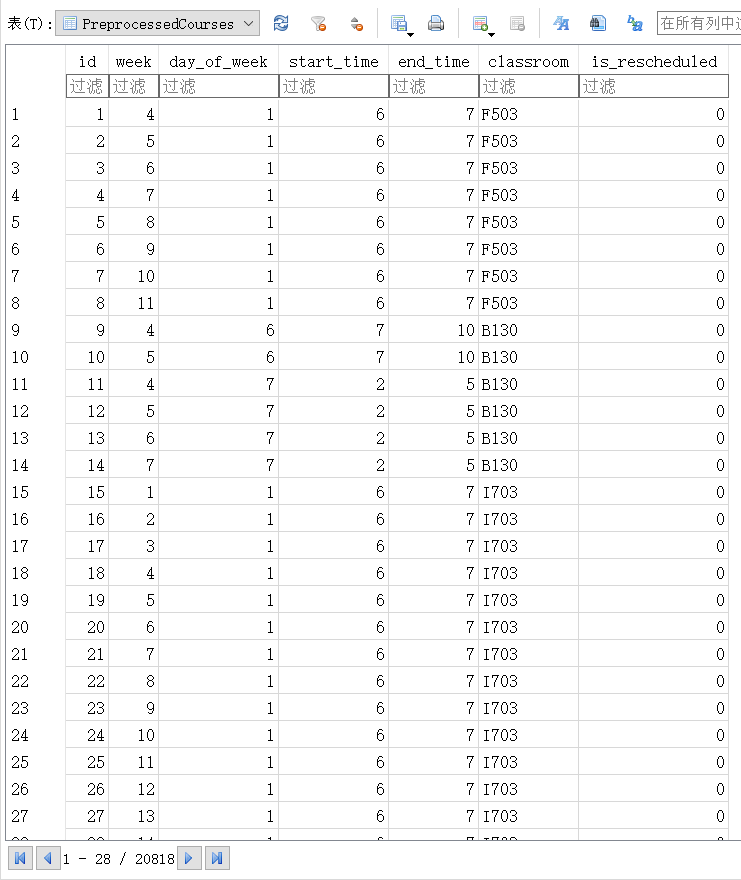 表(T): PreprocessedCourses 在所有列中
id week day_of_week start_time end_time classroom is_rescheduled
过滤 过滤 过滤 过滤 过滤 过滤 过滤
1 1 4 1 6 7 F503 0
2 2 5 1 6 7 F503 0
3 3 6 1 6 7 F503 0
4 4 7 1 6 7 F503 0
5 5 8 1 6 7 F503 0
6 6 9 1 6 7 F503 0
7 7 10 1 6 7 F503 0
8 8 11 1 6 7 F503 0
9 9 4 6 7 10 B130 0
10 10 5 6 7 10 B130 0
11 11 4 7 2 5 B130 0
12 12 5 7 2 5 B130 0
13 13 6 7 2 5 B130 0
14 14 7 7 2 5 B130 0
15 15 1 1 6 7 I703 0
16 16 2 1 6 7 I703 0
17 17 3 1 6 7 I703 0
18 18 4 1 6 7 I703 0
19 19 5 1 6 7 I703 0
20 20 6 1 6 7 I703 0
21 21 7 1 6 7 I703 0
22 22 8 1 6 7 I703 0
23 23 9 1 6 7 I703 0
24 24 10 1 6 7 I703 0
25 25 11 1 6 7 I703 0
26 26 12 1 6 7 I703 0
27 27 13 1 6 7 I703 0
1 - 28 / 20818